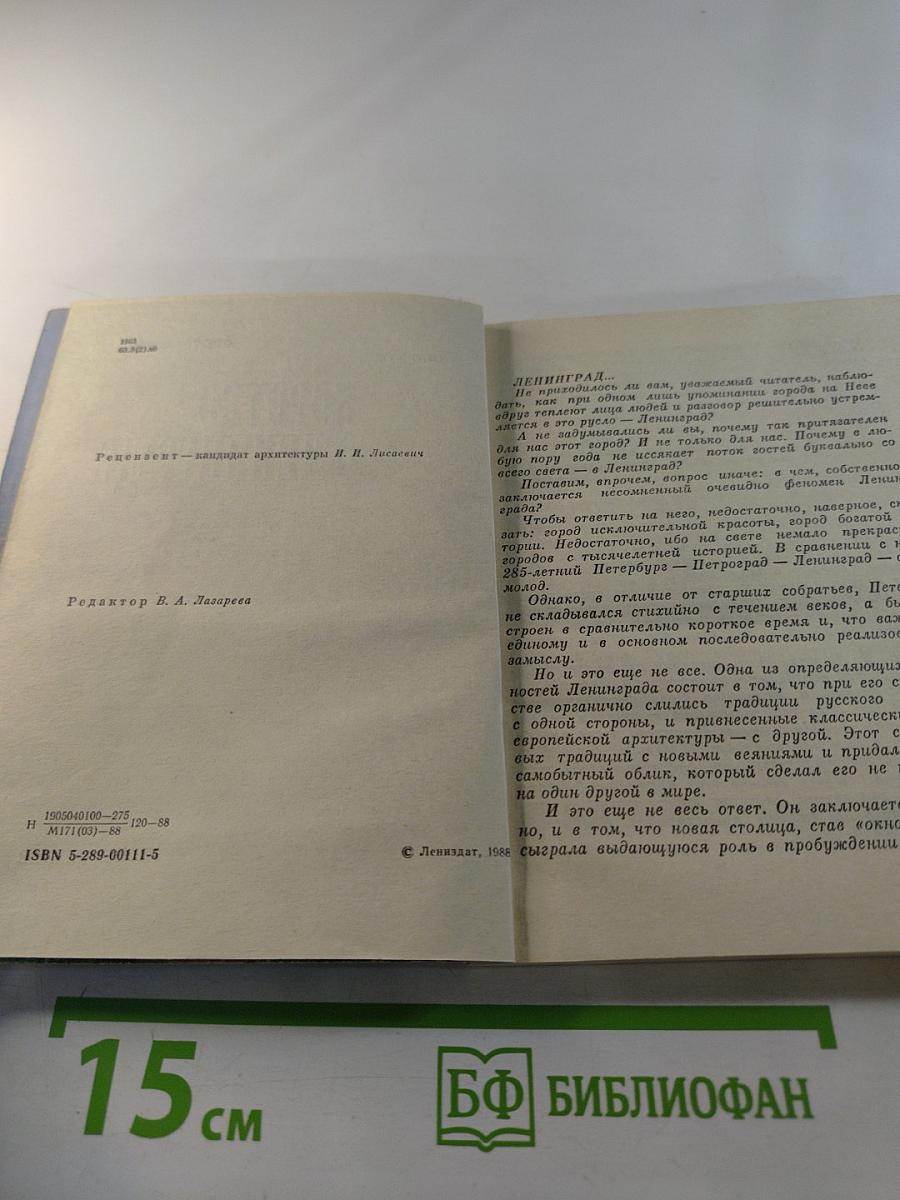 63.3(2)л6
Рецензент — кандидат архитектуры И. И. Лисаевич
Редактор В. А. Лазарева
Н 1905040100—275 120—88
М171(03)—88
ISBN 5-289-00111-5
© Лениздат, 1988
ЛЕНИНГРАД...
Не приходилось ли вам, уважаемый читатель, наблю-
дать, как при одном лишь упоминании города на Неве
вдруг теплеют лица людей и разговор решительно устрем-
ляется в это русло — Ленинград?
А не задумывались ли вы, почему так притягателен
для нас этот город? И не только для нас. Почему в лю-
бую пору года не иссякает поток гостей буквально со
всего света — в Ленинград?
Поставим, впрочем, вопрос иначе: в чем, собственно
заключается несомненный очевидно феномен Ленин
града?
Чтобы ответить на него, недостаточно, наверное, ск
зать: город исключительной красоты, город богатой
тории. Недостаточно, ибо на свете немало прекрас
городов с тысячелетней историей. В сравнении с н
285-летний Петербург — Петроград — Ленинград —
молод.
Однако, в отличие от старших собратьев, Пете
не складывался стихийно с течением веков, а бы
строен в сравнительно короткое время и, что важ
единому и в основном последовательно реализов
замыслу.
Но и это еще не все. Одна из определяющих
ностей Ленинграда состоит в том, что при его с
стве органично слились традиции русского
с одной стороны, и привнесенные классически
европейской архитектуры — с другой. Этот с
вых традиций с новыми веяниями и придал
самобытный облик, который сделал его не
на один другой в мире.
И это еще не весь ответ. Он заключает
но, и в том, что новая столица, став «окно
сыграла выдающуюся роль в пробуждении
15 см
БФ БИБЛИОФАН